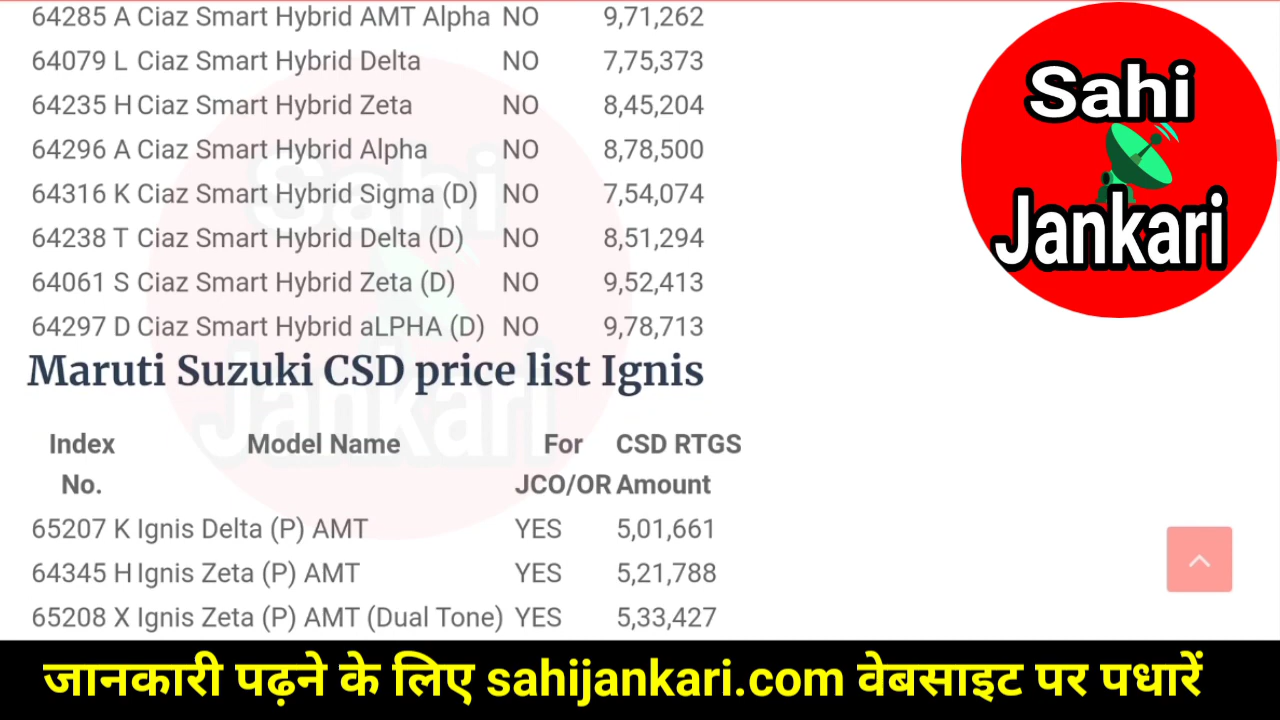 64285 A Ciaz Smart Hybrid AMT Alpha NO 9,71,262
64079 L Ciaz Smart Hybrid Delta NO 7,75,373
64235 H Ciaz Smart Hybrid Zeta NO 8,45,204
64296 A Ciaz Smart Hybrid Alpha NO 8,78,500
64316 K Ciaz Smart Hybrid Sigma (D) NO 7,54,074
64238 T Ciaz Smart Hybrid Delta (D) NO 8,51,294
64061 S Ciaz Smart Hybrid Zeta (D) NO 9,52,413
64297 D Ciaz Smart Hybrid aLPHA (D) NO 9,78,713
Sahi
Jankari
Sahi
Jankari
Maruti Suzuki CSD price list Ignis
Index Model Name For CSD RTGS
No. JCO/OR Amount
65207 K Ignis Delta (P) AMT YES 5,01,661
64345 H Ignis Zeta (P) AMT YES 5,21,788
65208 X Ignis Zeta (P) AMT (Dual Tone) YES 5,33,427
जानकारी पढ़ने के लिए sahijankari.com वेबसाइट पर पधारें